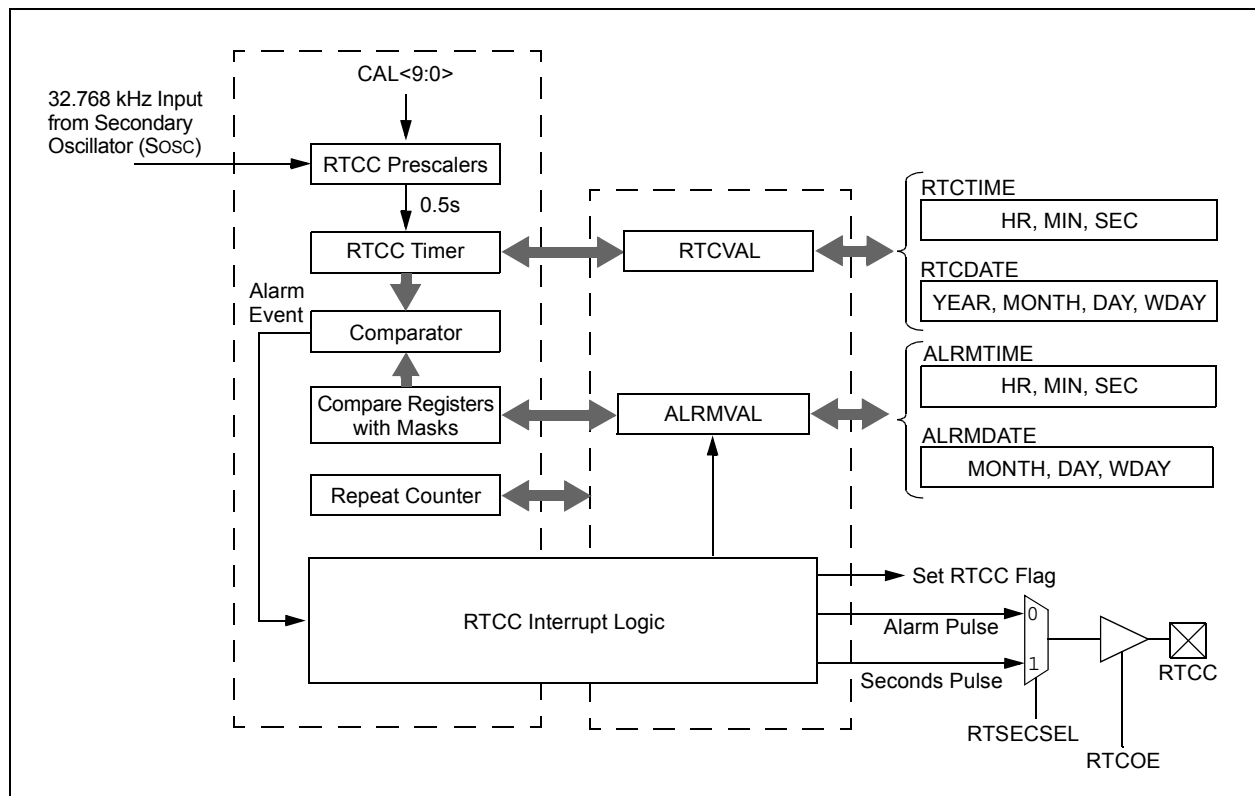 CAL<9:0>
32.768 kHz Input
from Secondary
Oscillator (SOSC)
RTCC Prescalers
0.5s
RTCC Timer
RTCVAL
RTCTIME
HR, MIN, SEC
RTCDATE
YEAR, MONTH, DAY, WDAY
Alarm
Event
Comparator
Compare Registers
with Masks
ALRMVAL
ALRMTIME
HR, MIN, SEC
ALRMDATE
MONTH, DAY, WDAY
Repeat Counter
RTCC Interrupt Logic
Set RTCC Flag
Alarm Pulse
0
Seconds Pulse
1
RTCC
RTSECSEL
RTCOE